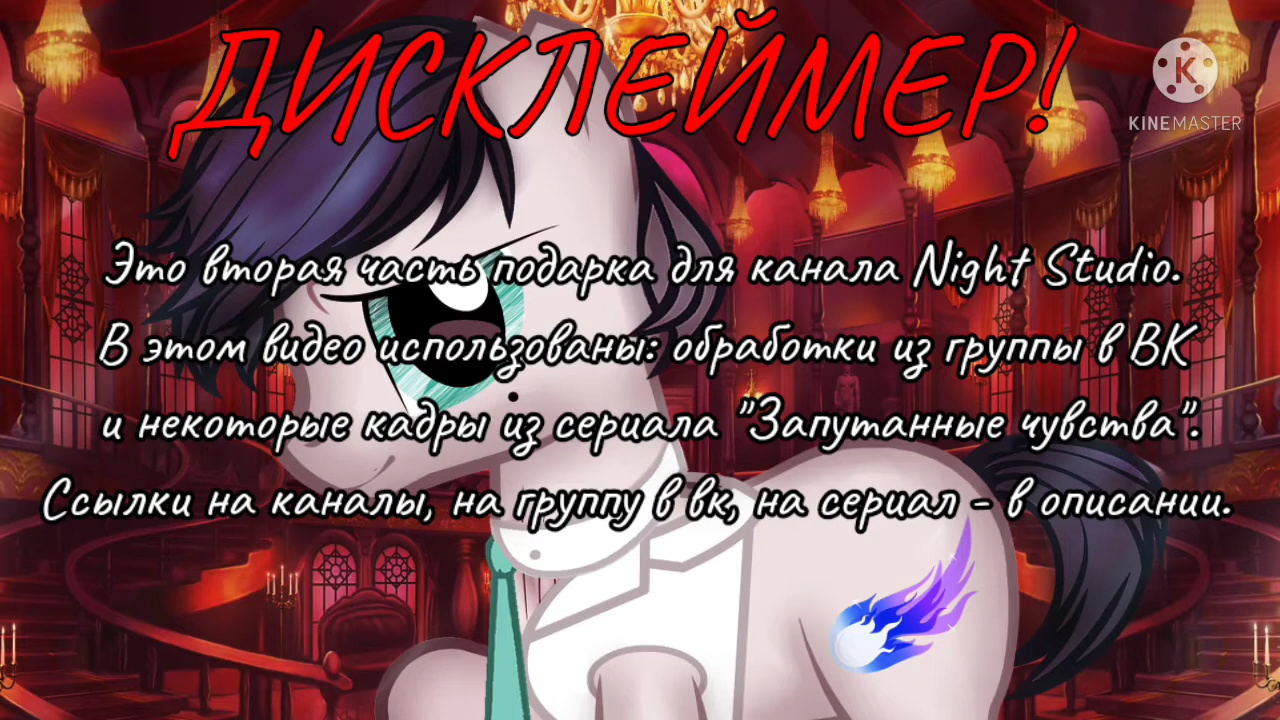 ДИСКЛЕЙМЕР!
K
KINEMASTER
Это вторая часть подарка для канала Night Studio.
В этом видео использованы: обработки из группы в ВК
и некоторые кадры из сериала "Запутанные чувства".
Ссылки на каналы, на группу в вк, на сериал - в описании.